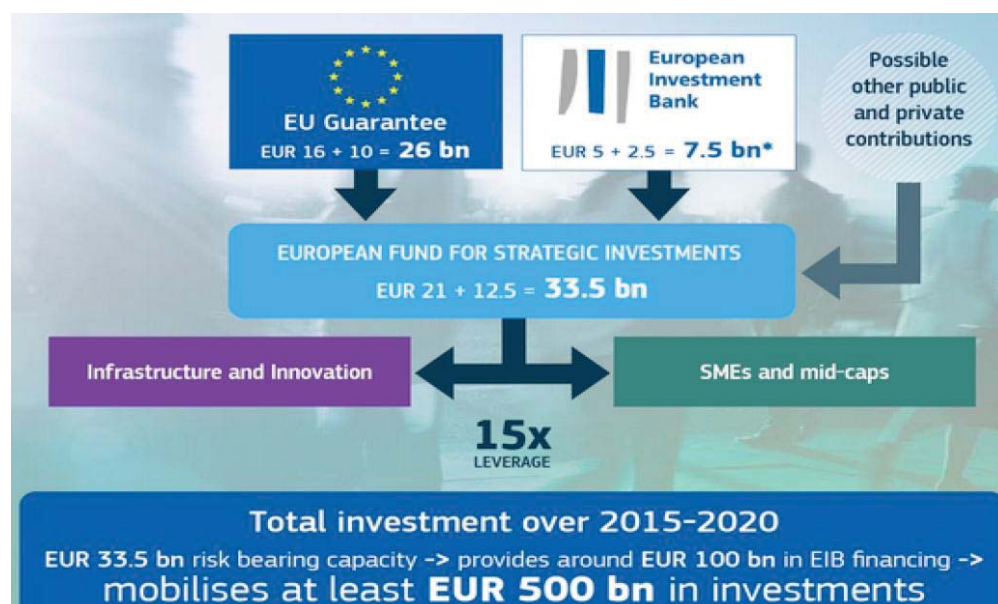 EU Guarantee
EUR 16 + 10 = 26 bn
European
Investment
Bank
EUR 5 + 2.5 = 7.5 bn*
Possible
other public
and private
contributions
EUROPEAN FUND FOR STRATEGIC INVESTMENTS
EUR 21 + 12.5 = 33.5 bn
Infrastructure and Innovation
SMEs and mid-caps
15x
LEVERAGE
Total investment over 2015-2020
EUR 33.5 bn risk bearing capacity -> provides around EUR 100 bn in EIB financing ->
mobilises at least EUR 500 bn in investments